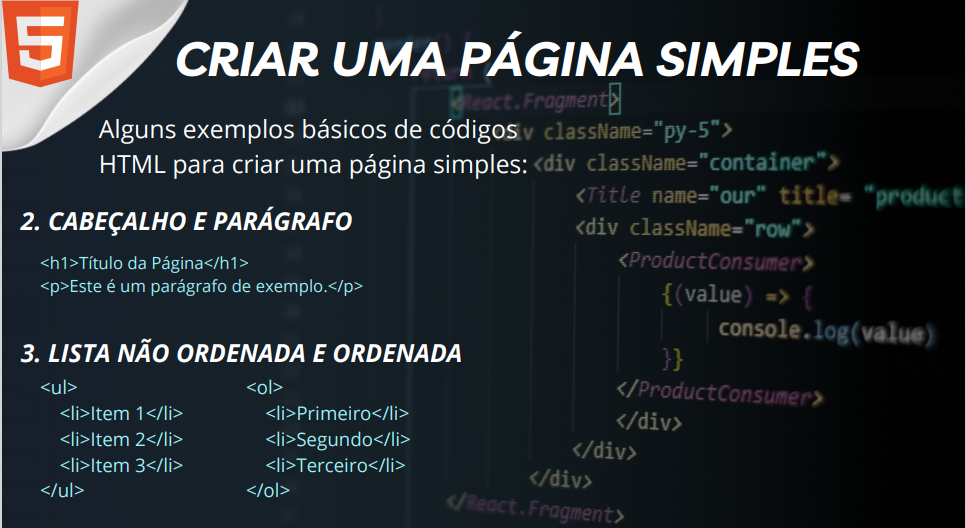 5
CRIAR UMA PÁGINA SIMPLES
Alguns exemplos básicos de códigos
HTML para criar uma página simples:
2. CABEÇALHO E PARÁGRAFO
<h1>Título da Página</h1>
<p>Este é um parágrafo de exemplo.</p>
3. LISTA NÃO ORDENADA E ORDENADA
<ul>
<li>Item 1</li>
<li>Item 2</li>
<li>Item 3</li>
</ul>
<ol>
<li>Primeiro</li>
<li>Segundo</li>
<li>Terceiro</li>
</ol>
<React.Fragment>
<div className="py-5">
<div className="container">
<Title name="our" title= "product
<div className="row">
<ProductConsumer>
{(value) => {
console.log(value)
}}
</ProductConsumer>
</div>
</div>
</div>
</React.Fragment>